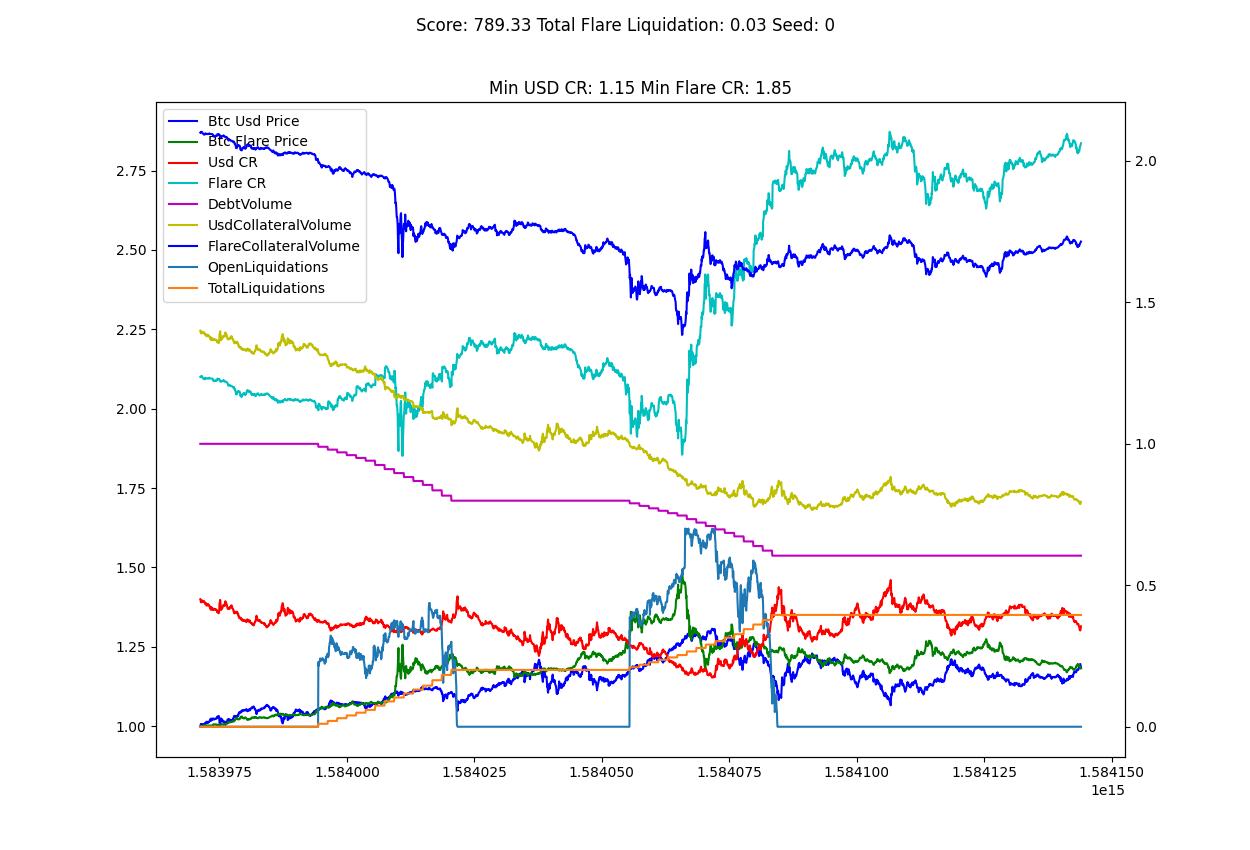 Score: 789.33 Total Flare Liquidation: 0.03 Seed: 0
Min USD CR: 1.15 Min Flare CR: 1.85
Btc Usd Price
Btc Flare Price
Usd CR
Flare CR
DebtVolume
UsdCollateralVolume
FlareCollateralVolume
OpenLiquidations
TotalLiquidations
2.75
2.50
2.25
2.00
1.75
1.50
1.25
1.00
2.0
1.5
1.0
0.5
0.0
1.583975
1.584000
1.584025
1.584050
1.584075
1.584100
1.584125
1.584150
1e15